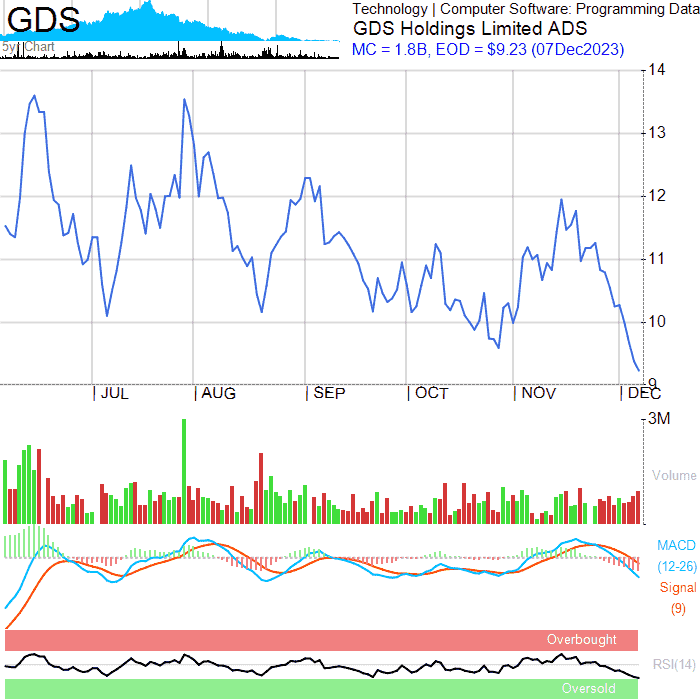 GDS
5yr Chart
Technology | Computer Software: Programming Data
GDS Holdings Limited ADS
MC = 1.8B, EOD = $9.23 (07Dec2023)
14
13
12
11
10
9
JUL
AUG
SEP
OCT
NOV
DEC
3M
Volume
MACD
(12-26)
Signal
(9)
Overbought
RSI(14)
Oversold